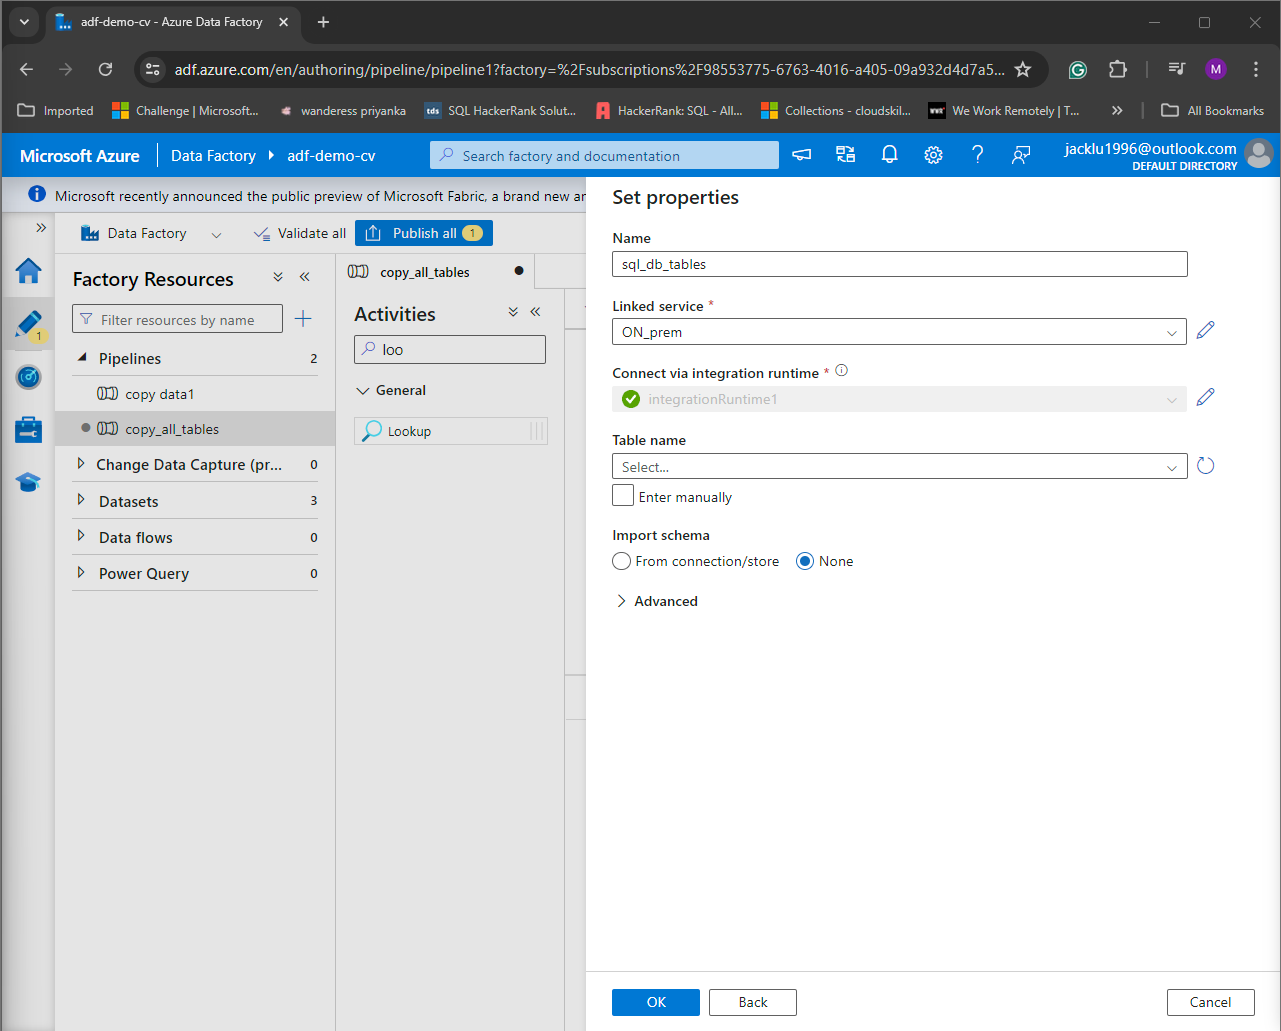 adf-demo-cv - Azure Data Factory
adf.azure.com/en/authoring/pipeline/pipeline1?factory=%2Fsubscriptions%2F98553775-6763-4016-a405-09a932d4d7a5...
M
Imported
Challenge | Microsoft...
wanderess priyanka
tds
SQL HackerRank Solut...
HackerRank: SQL - All...
Collections - cloudskil...
We Work Remotely | T...
»
All Bookmarks
Microsoft Azure
Data Factory
adf-demo-cv
Search factory and documentation
jacklu1996@outlook.com
DEFAULT DIRECTORY
Microsoft recently announced the public preview of Microsoft Fabric, a brand new an
Data Factory
Validate all
Publish all
1
1
Factory Resources
Filter resources by name
Pipelines
2
copy data1
copy_all_tables
Change Data Capture (pr...
0
Datasets
3
Data flows
0
Power Query
0
copy_all_tables
Activities
loo
General
Lookup
Set properties
Name
sql_db_tables
Linked service *
ON_prem
Connect via integration runtime *
integrationRuntime1
Table name
Select...
Enter manually
Import schema
From connection/store
None
Advanced
OK
Back
Cancel